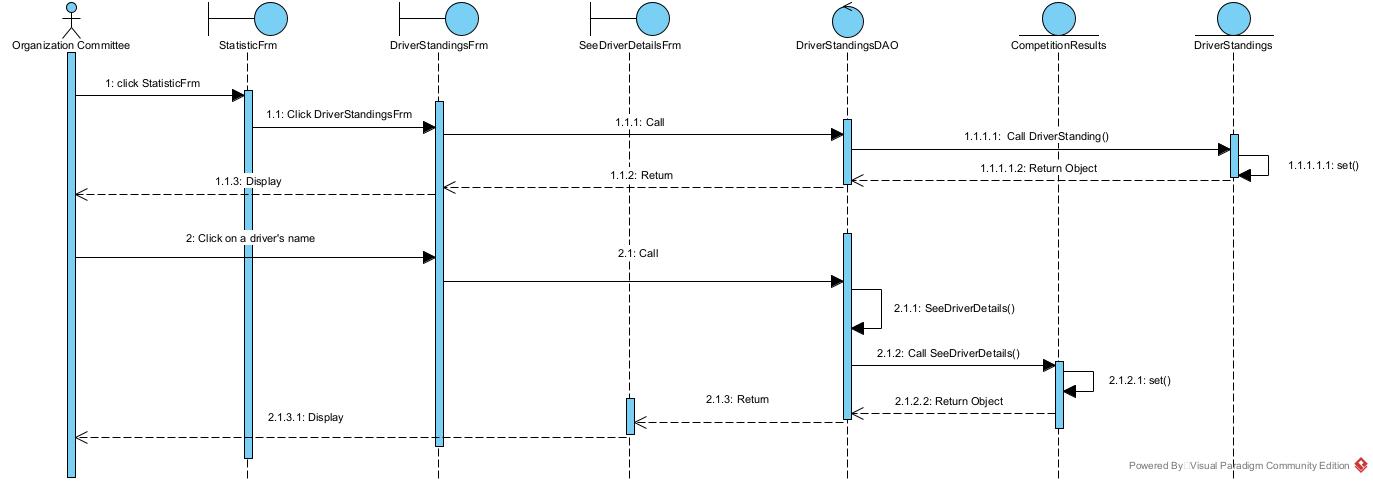 Organization Committee
StatisticFrm
DriverStandingsFrm
SeeDriverDetailsFrm
DriverStandingsDAO
CompetitionResults
DriverStandings
1: click StatisticFrm
1.1: Click DriverStandingsFrm
1.1.1: Call
1.1.1.1: Call DriverStanding()
1.1.1.1.1: set()
1.1.1.1.2: Return Object
1.1.2: Return
1.1.3: Display
2: Click on a driver's name
2.1: Call
2.1.1: SeeDriverDetails()
2.1.2: Call SeeDriverDetails()
2.1.2.1: set()
2.1.2.2: Return Object
2.1.3: Return
2.1.3.1: Display
Powered By Visual Paradigm Community Edition